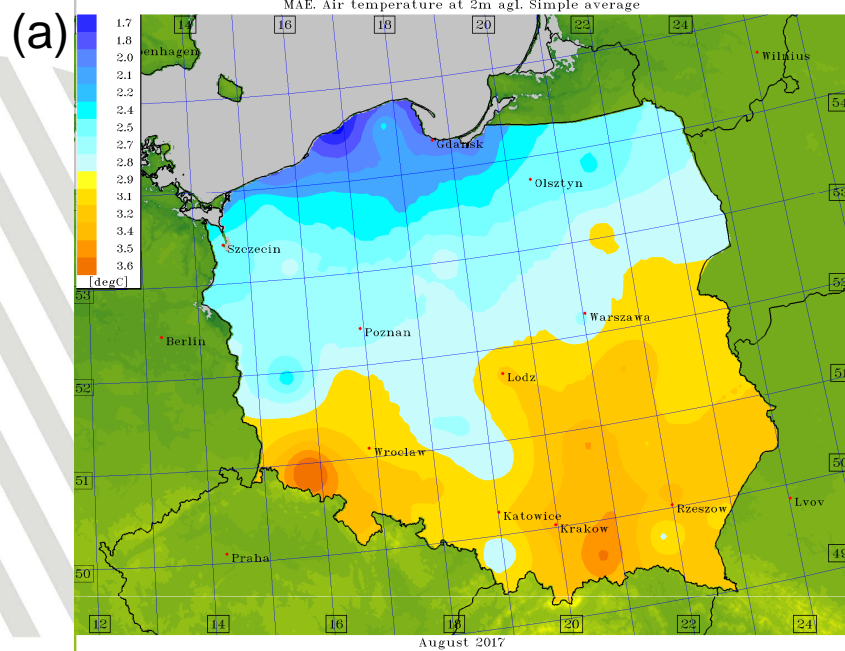 (a)
MAE. Air temperature at 2m agl. Simple average
14 16 18 20 22 24
1.7
1.8
2.0
2.1
2.2
2.4
2.5
2.7
2.8
2.9
3.1
3.2
3.4
3.5
3.6
[degC]
enhagen
Wilnius
54
Gdansk
Olsztyn
53
Szczecin
53
52
Warszawa
Poznan
Berlin
52
Lodz
51
Wroclaw
50
51
Katowice
Krakow
Rzeszow
Lvov
Praha
49
50
12 14 16 18 20 22 24
August 2017